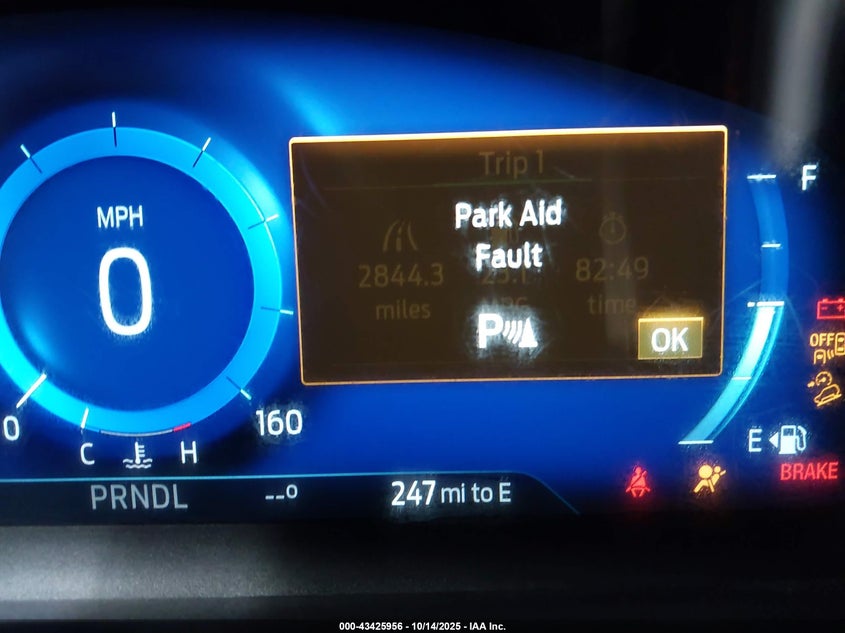 Trip 1
Park Aid
Fault
2844.3
miles
82:49
time
P
OK
MPH
0
0
160
C
H
F
E
OFF
PRNDL
--°
247 mi to E
BRAKE
000-43425956 - 10/14/2025 - IAA Inc.